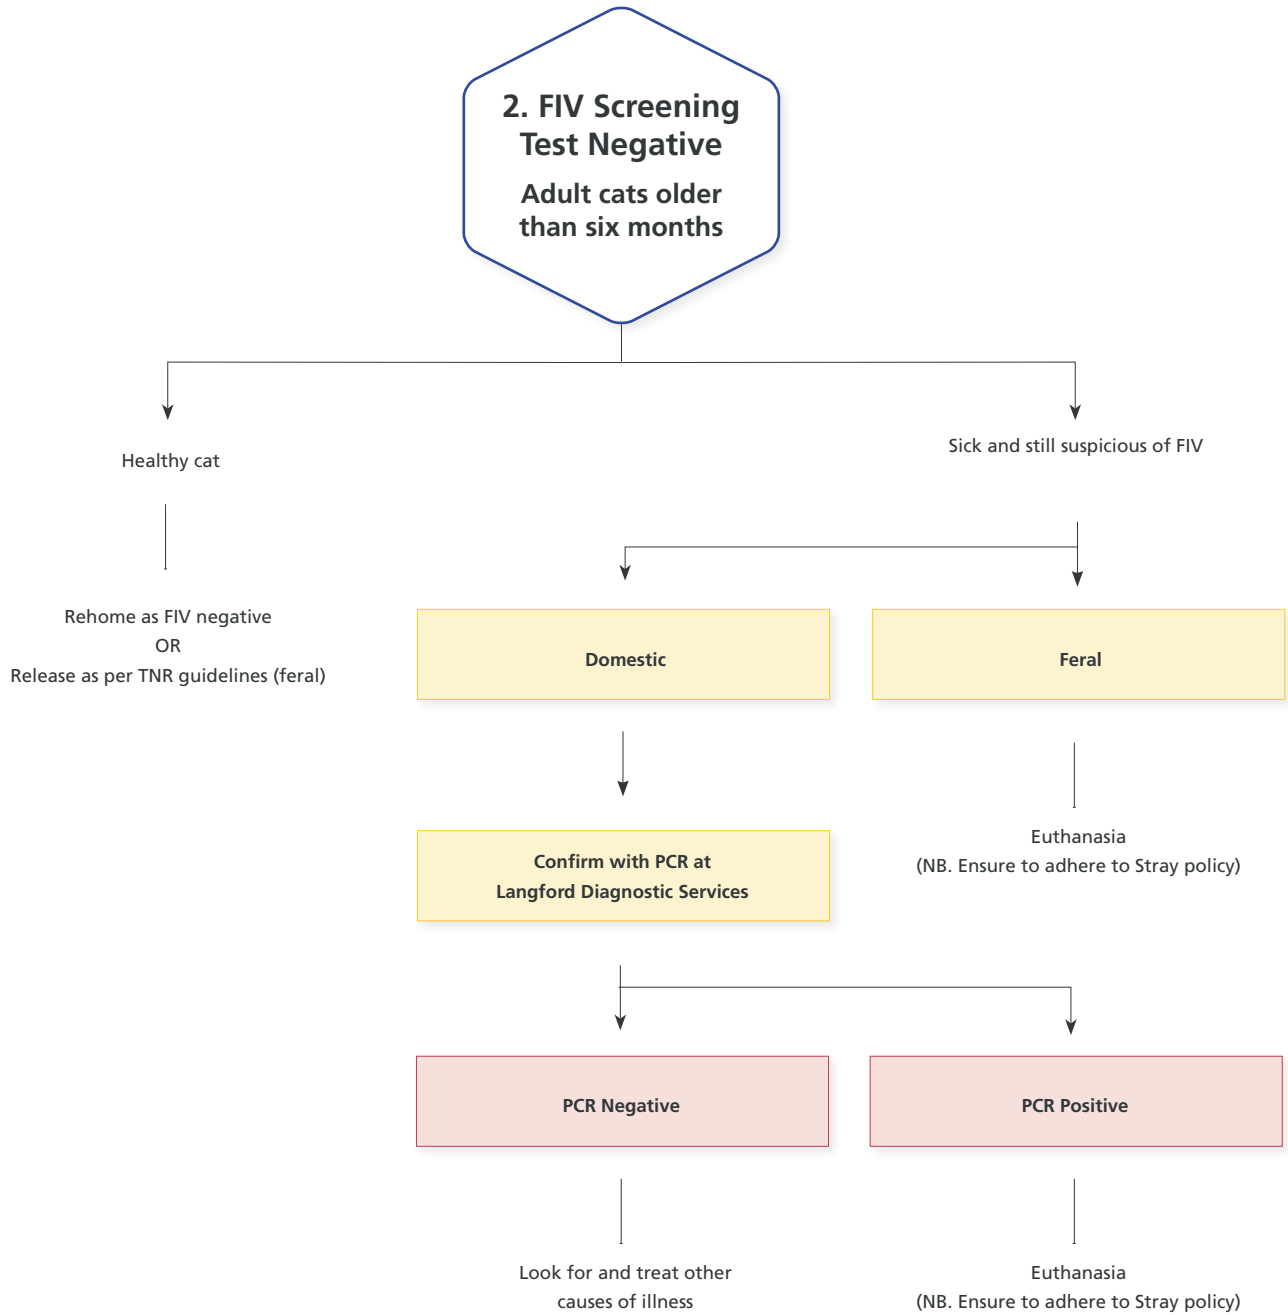 2. FIV Screening
Test Negative
Adult cats older
than six months
Healthy cat
Sick and still suspicious of FIV
Rehome as FIV negative
OR
Release as per TNR guidelines (feral)
Domestic
Feral
Confirm with PCR at
Langford Diagnostic Services
Euthanasia
(NB. Ensure to adhere to Stray policy)
PCR Negative
PCR Positive
Look for and treat other
causes of illness
Euthanasia
(NB. Ensure to adhere to Stray policy)